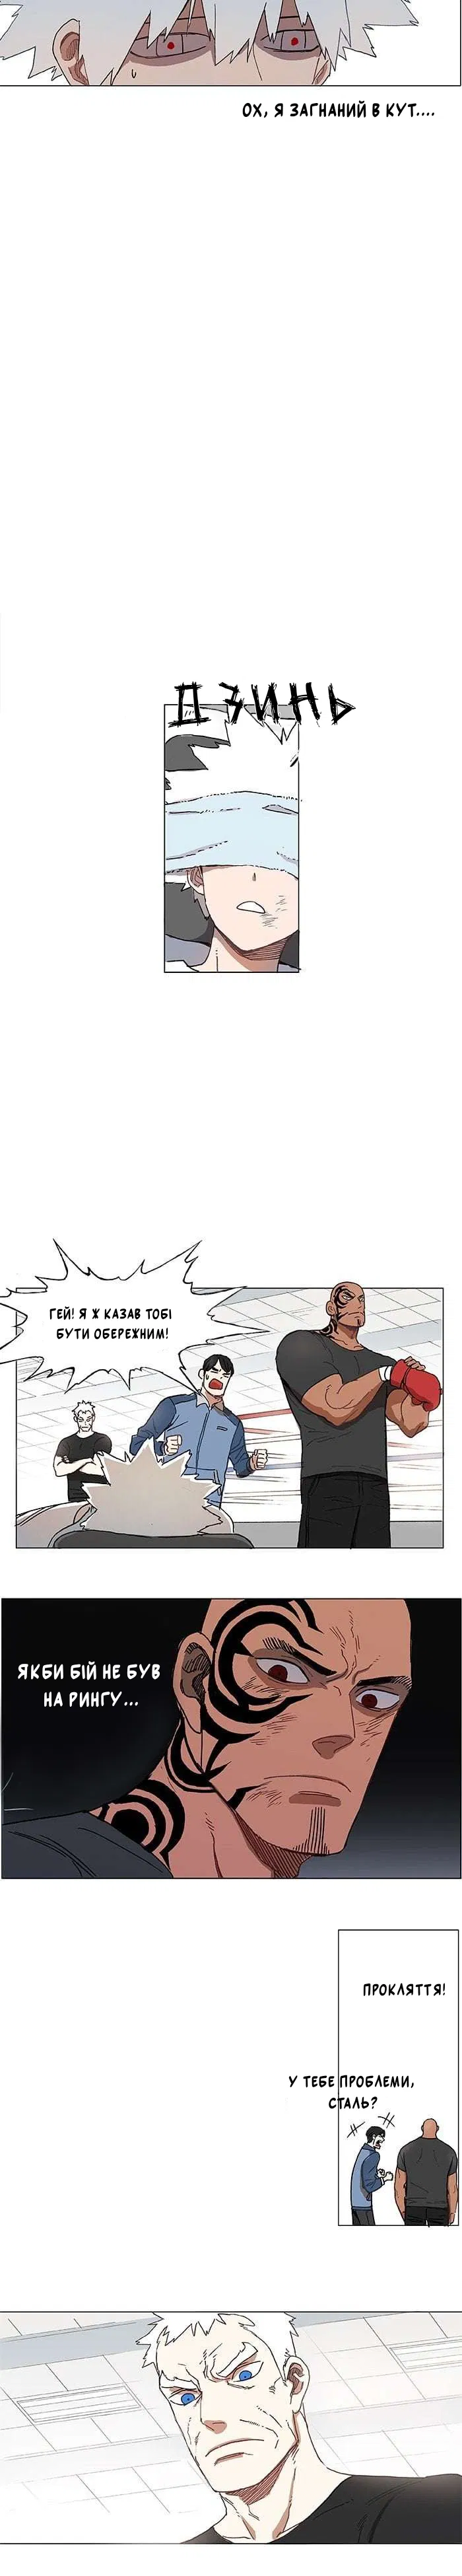 ОХ, Я ЗАГНАНИЙ В КУТ....
ДЗИНЬ
ГЕЙ! Я Ж КАЗАВ ТОБІ
БУТИ ОБЕРЕЖНИМ!
ЯКБИ БІЙ НЕ БУВ
НА РИНГУ...
ПРОКЛЯТТЯ!
У ТЕБЕ ПРОБЛЕМИ,
СТАЛЬ?